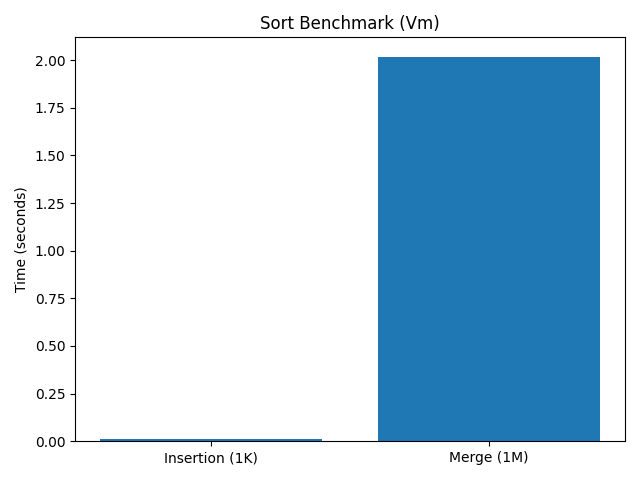 Sort Benchmark (Vm)
Time (seconds)
2.00
1.75
1.50
1.25
1.00
0.75
0.50
0.25
0.00
Insertion (1K)
Merge (1M)